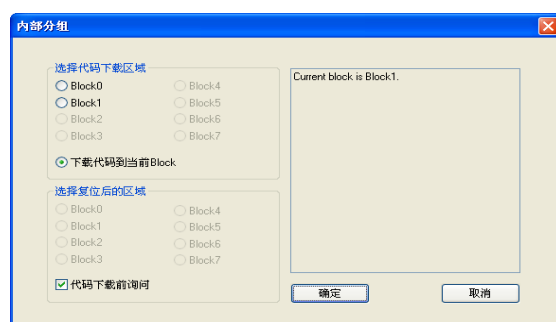 内部分组
选择代码下载区域
Block0
Block4
Block1
Block5
Block2
Block6
Block3
Block7
下载代码到当前Block
Current block is Block1.
选择复位后的区域
Block0
Block4
Block1
Block5
Block2
Block6
Block3
Block7
代码下载前询问
确定
取消